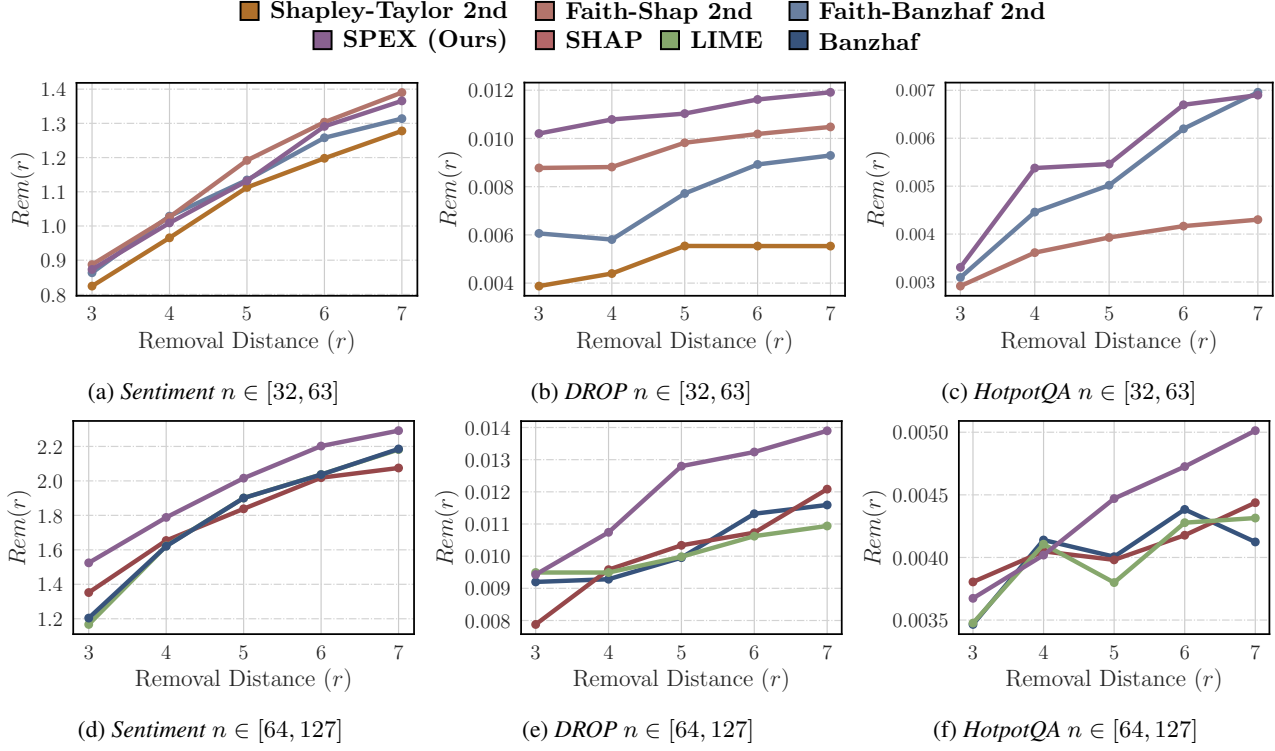 Shapley-Taylor 2nd Faith-Shap 2nd Faith-Banzhaf 2nd
SPEX (Ours) SHAP LIME Banzhaf
1.4
1.3
1.2
1.1
1.0
0.9
0.8
Rem(r)
3 4 5 6 7
Removal Distance (r)
(a) Sentiment n ∈ [32, 63]
0.012
0.010
0.008
0.006
0.004
Rem(r)
3 4 5 6 7
Removal Distance (r)
(b) DROP n ∈ [32, 63]
0.007
0.006
0.005
0.004
0.003
Rem(r)
3 4 5 6 7
Removal Distance (r)
(c) HotpotQA n ∈ [32, 63]
2.2
2.0
1.8
1.6
1.4
1.2
Rem(r)
3 4 5 6 7
Removal Distance (r)
(d) Sentiment n ∈ [64, 127]
0.014
0.013
0.012
0.011
0.010
0.009
0.008
Rem(r)
3 4 5 6 7
Removal Distance (r)
(e) DROP n ∈ [64, 127]
0.0050
0.0045
0.0040
0.0035
Rem(r)
3 4 5 6 7
Removal Distance (r)
(f) HotpotQA n ∈ [64, 127]